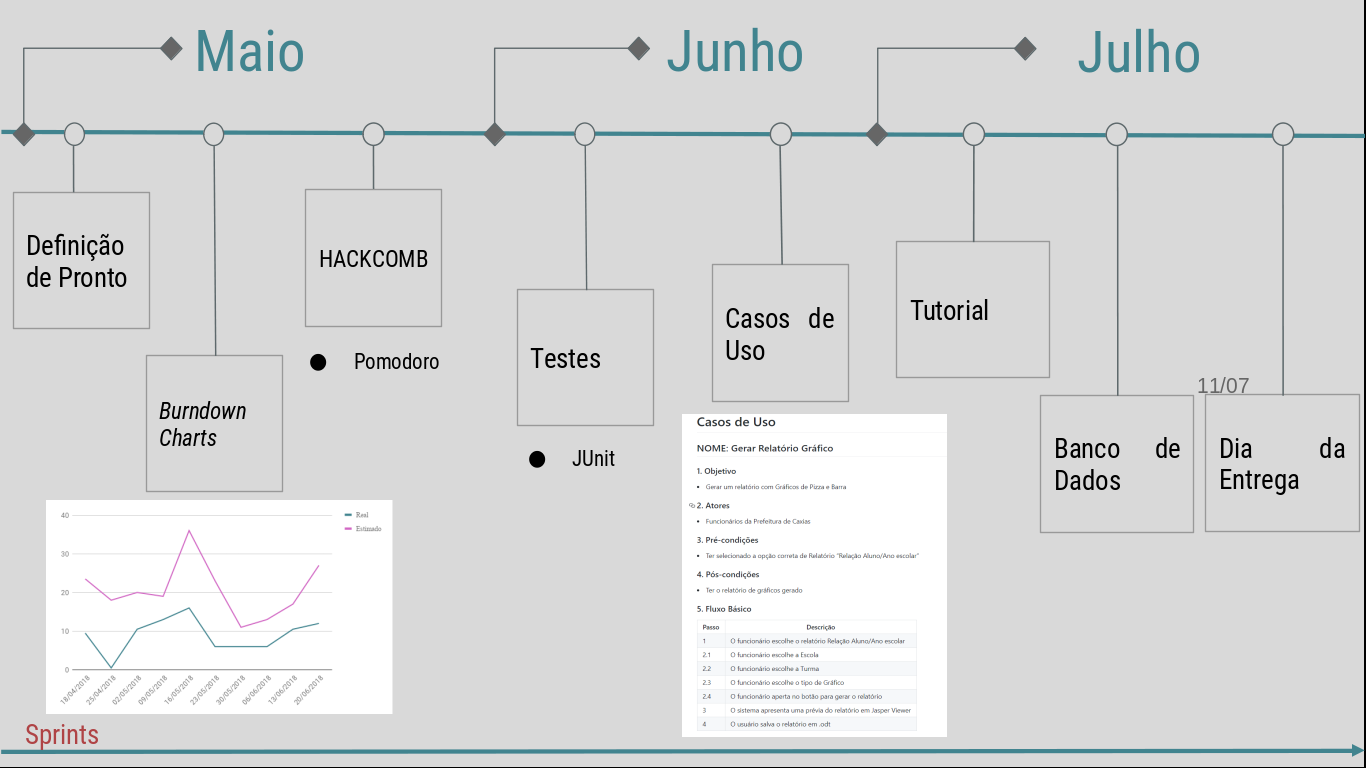 Maio
Junho
Julho
Definição
de Pronto
Burndown
Charts
HACKCOMB
Pomodoro
Testes
JUnit
Casos de
Uso
Tutorial
Banco de
Dados
11/07
Dia da
Entrega
40
30
20
10
0
Real
Estimado
18/04/2018
25/04/2018
02/05/2018
09/05/2018
16/05/2018
23/05/2018
30/05/2018
06/06/2018
13/06/2018
20/06/2018
Casos de Uso
NOME: Gerar Relatório Gráfico
1. Objetivo
Gerar um relatório com Gráficos de Pizza e Barra
2. Atores
Funcionários da Prefeitura de Caxias
3. Pré-condições
Ter selecionado a opção correta de Relatório "Relação Aluno/Ano escolar"
4. Pós-condições
Ter o relatório de gráficos gerado
5. Fluxo Básico
Passo Descrição
1 O funcionário escolhe o relatório Relação Aluno/Ano escolar
2.1 O funcionário escolhe a Escola
2.2 O funcionário escolhe a Turma
2.3 O funcionário escolhe o tipo de Gráfico
2.4 O funcionário aperta no botão para gerar o relatório
3 O sistema apresenta uma prévia do relatório em Jasper Viewer
4 O usuário salva o relatório em .odt
Sprints